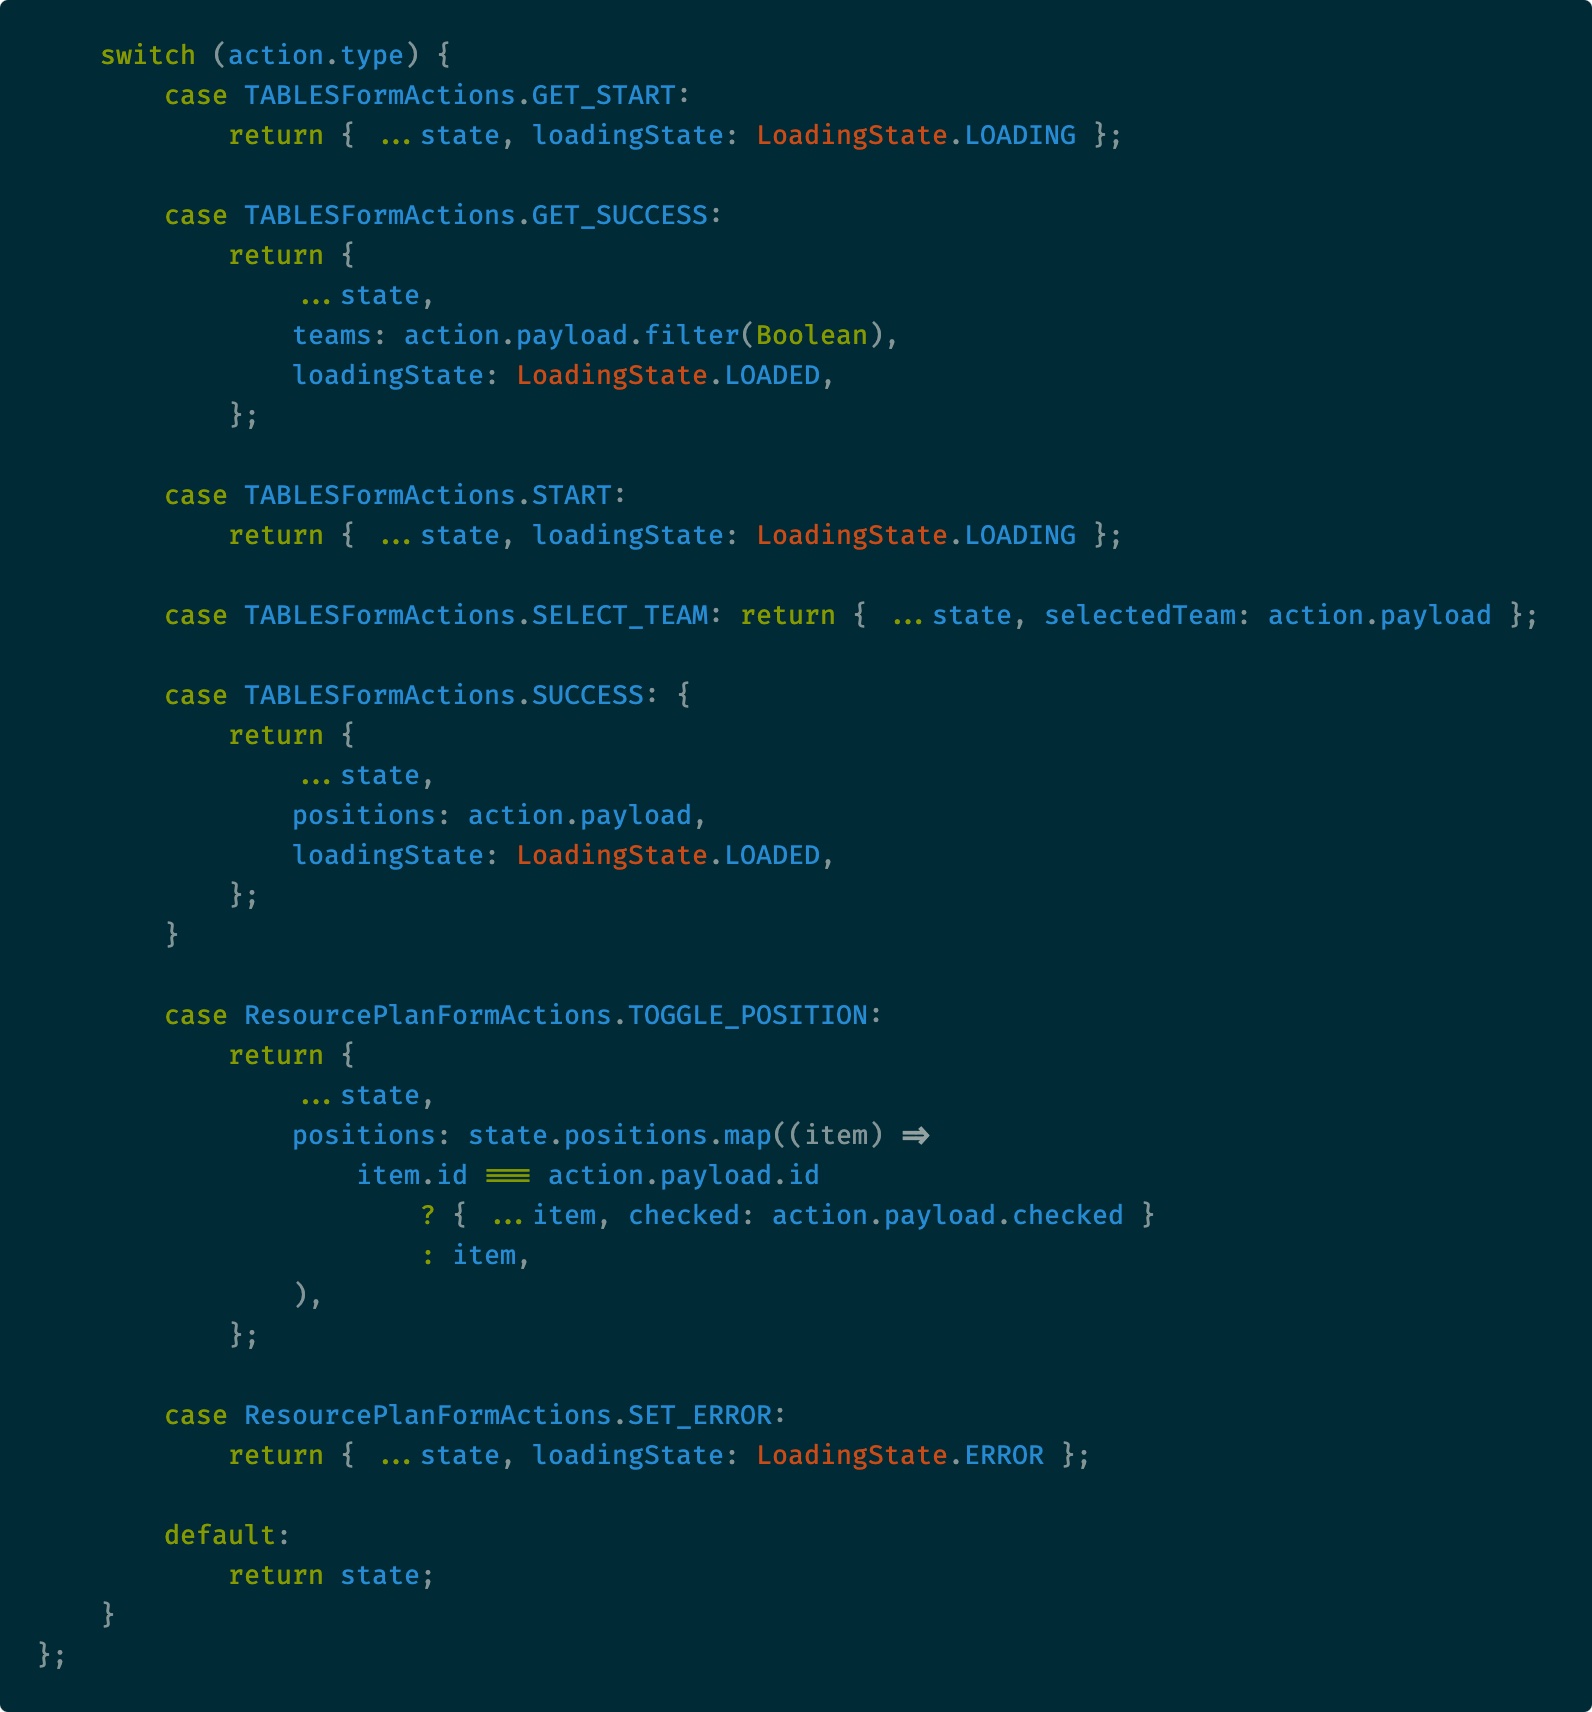 switch (action.type) {
case TABLESFormActions.GET_START:
return { ...state, loadingState: LoadingState.LOADING };
case TABLESFormActions.GET_SUCCESS:
return {
...state,
teams: action.payload.filter(Boolean),
loadingState: LoadingState.LOADED,
};
case TABLESFormActions.START:
return { ...state, loadingState: LoadingState.LOADING };
case TABLESFormActions.SELECT_TEAM: return { ...state, selectedTeam: action.payload };
case TABLESFormActions.SUCCESS: {
return {
...state,
positions: action.payload,
loadingState: LoadingState.LOADED,
};
}
case ResourcePlanFormActions.TOGGLE_POSITION:
return {
...state,
positions: state.positions.map((item) =>
item.id === action.payload.id
? { ...item, checked: action.payload.checked }
: item,
),
};
case ResourcePlanFormActions.SET_ERROR:
return { ...state, loadingState: LoadingState.ERROR };
default:
return state;
}
};